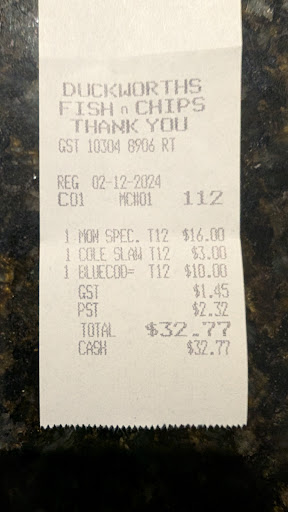 DUCKWORTHS
FISH n CHIPS
THANK YOU
GST 10304 8906 RT
REG 02-12-2024
C01 MC#01 112
1 MON SPEC. T12 $16.00
1 COLE SLAW T12 $3.00
1 BLUECOD= T12 $10.00
GST $1.45
PST $2.32
TOTAL $32.77
CASH $32.77